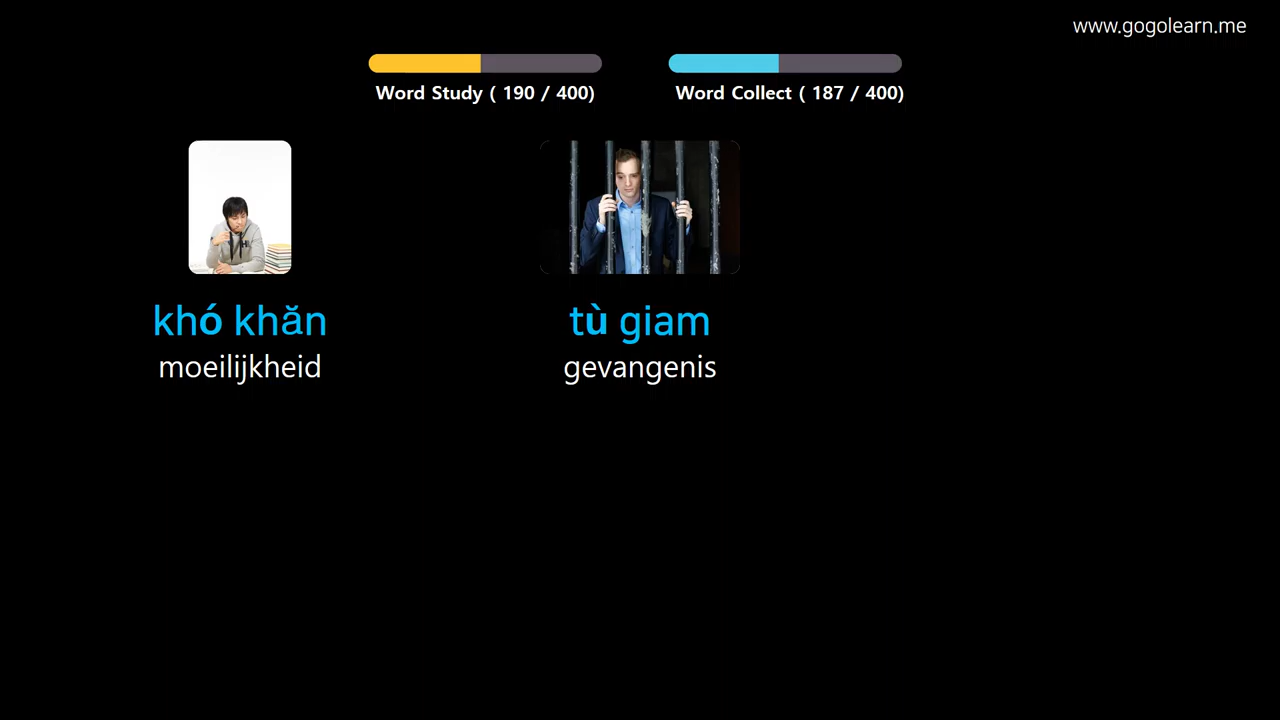 www.gogolearn.me
Word Study ( 190 / 400)
Word Collect ( 187 / 400)
khó khăn
moeilijkheid
tù giam
gevangenis